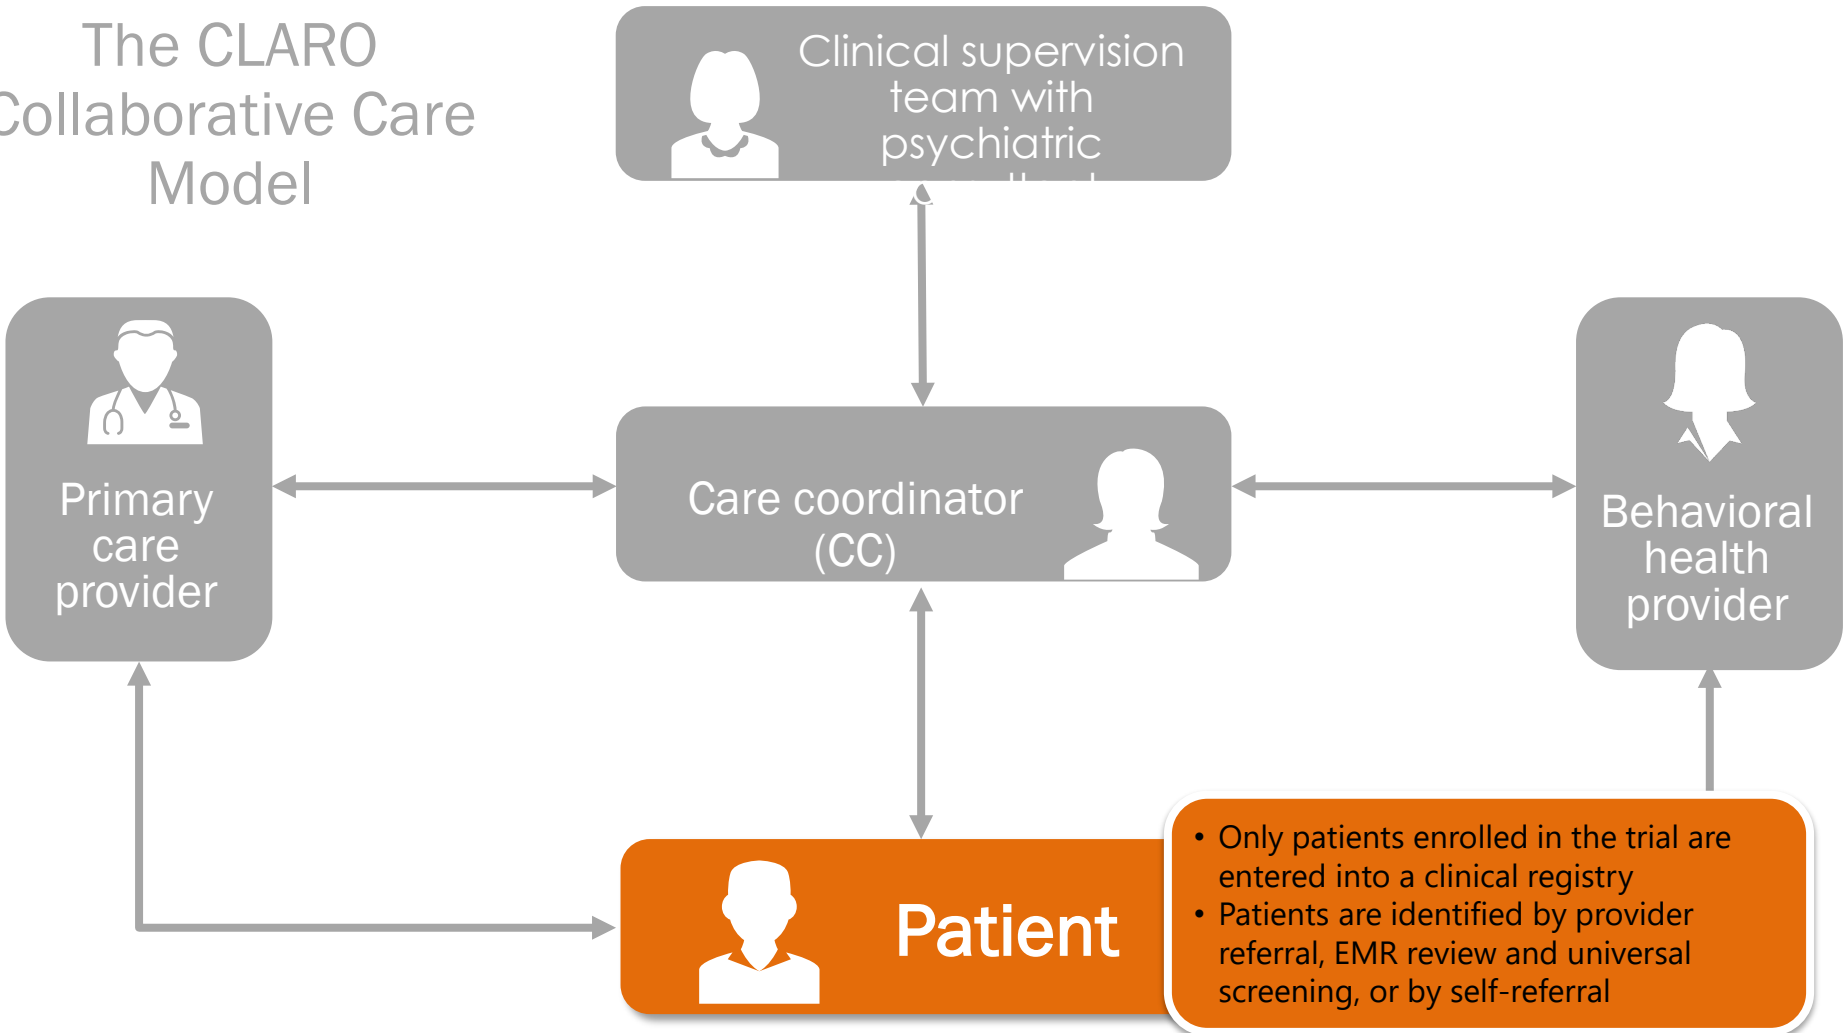 The CLARO
Collaborative Care
Model
Clinical supervision
team with
psychiatric
Primary
care
provider
Care coordinator
(CC)
Behavioral
health
provider
Patient
• Only patients enrolled in the trial are
entered into a clinical registry
• Patients are identified by provider
referral, EMR review and universal
screening, or by self-referral